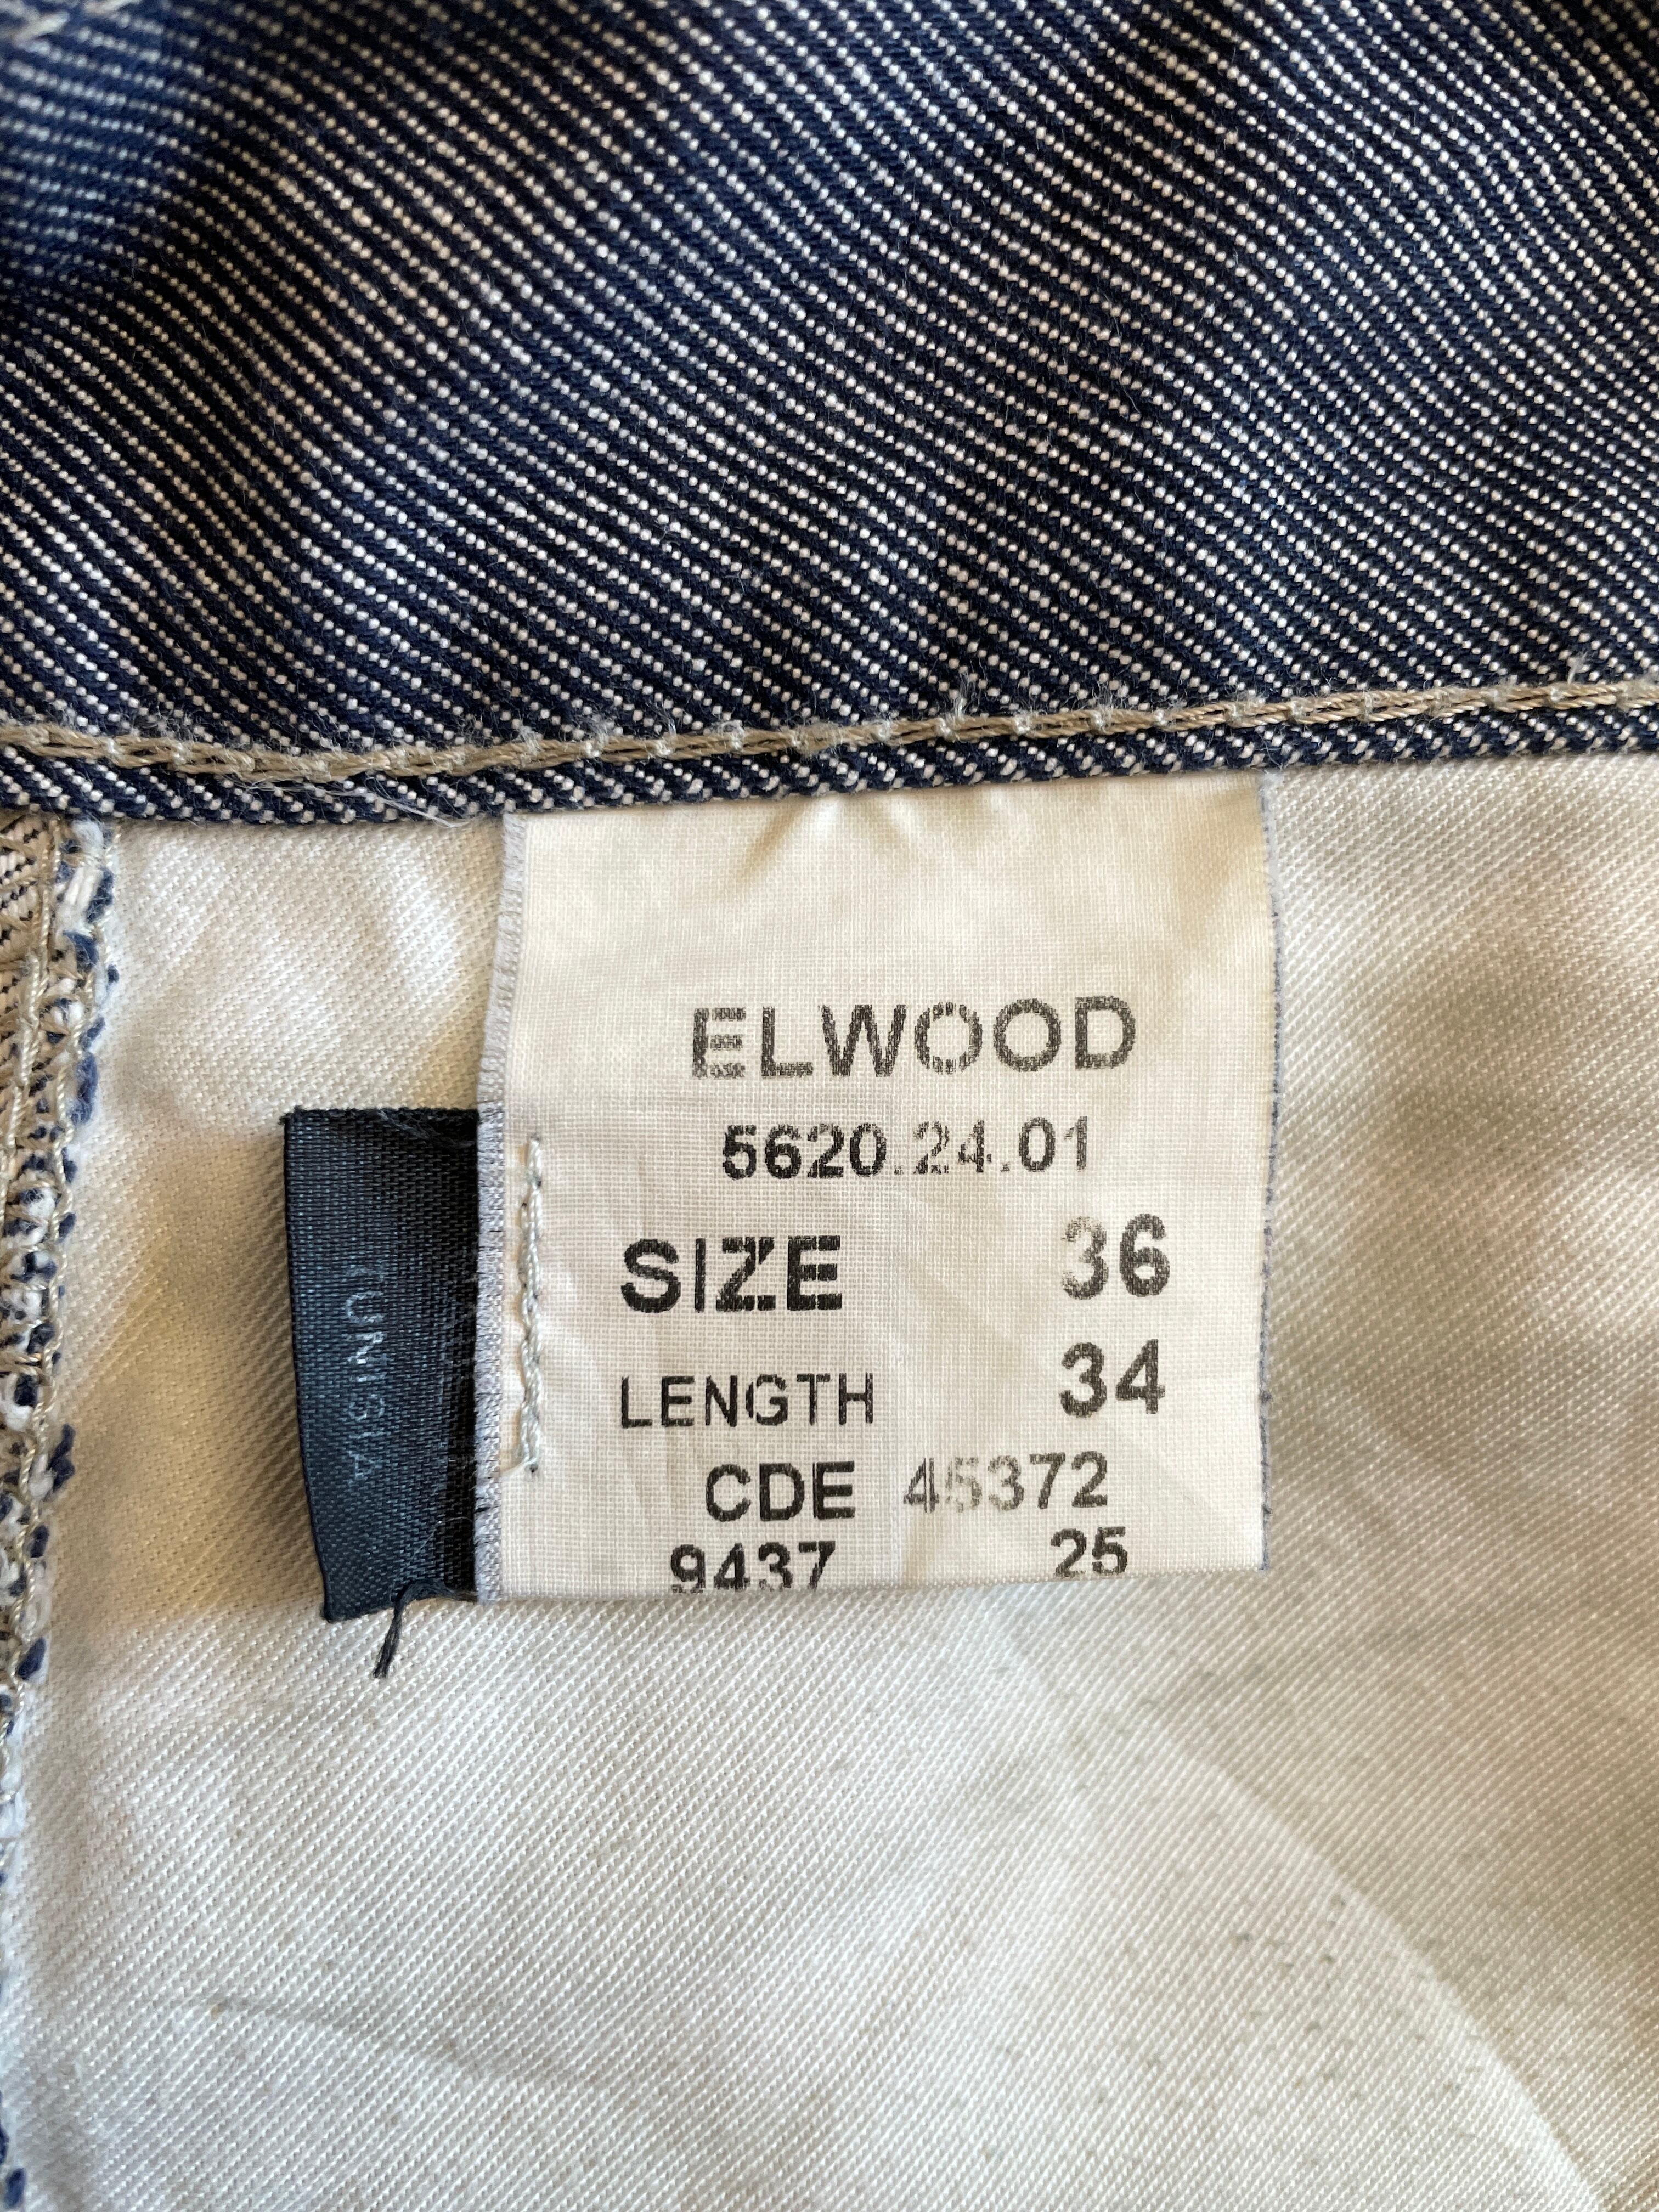 ELWOOD
5620.24.01
SIZE 36
LENGTH 34
CDE 45372
9437 25
TUNISIA